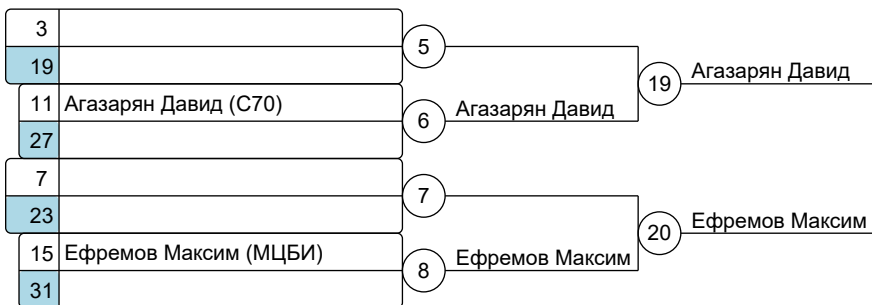 3
5
19
19 Агазарян Давид
11 Агазарян Давид (С70)
6 Агазарян Давид
27
7
7
23
20 Ефремов Максим
15 Ефремов Максим (МЦБИ)
8 Ефремов Максим
31